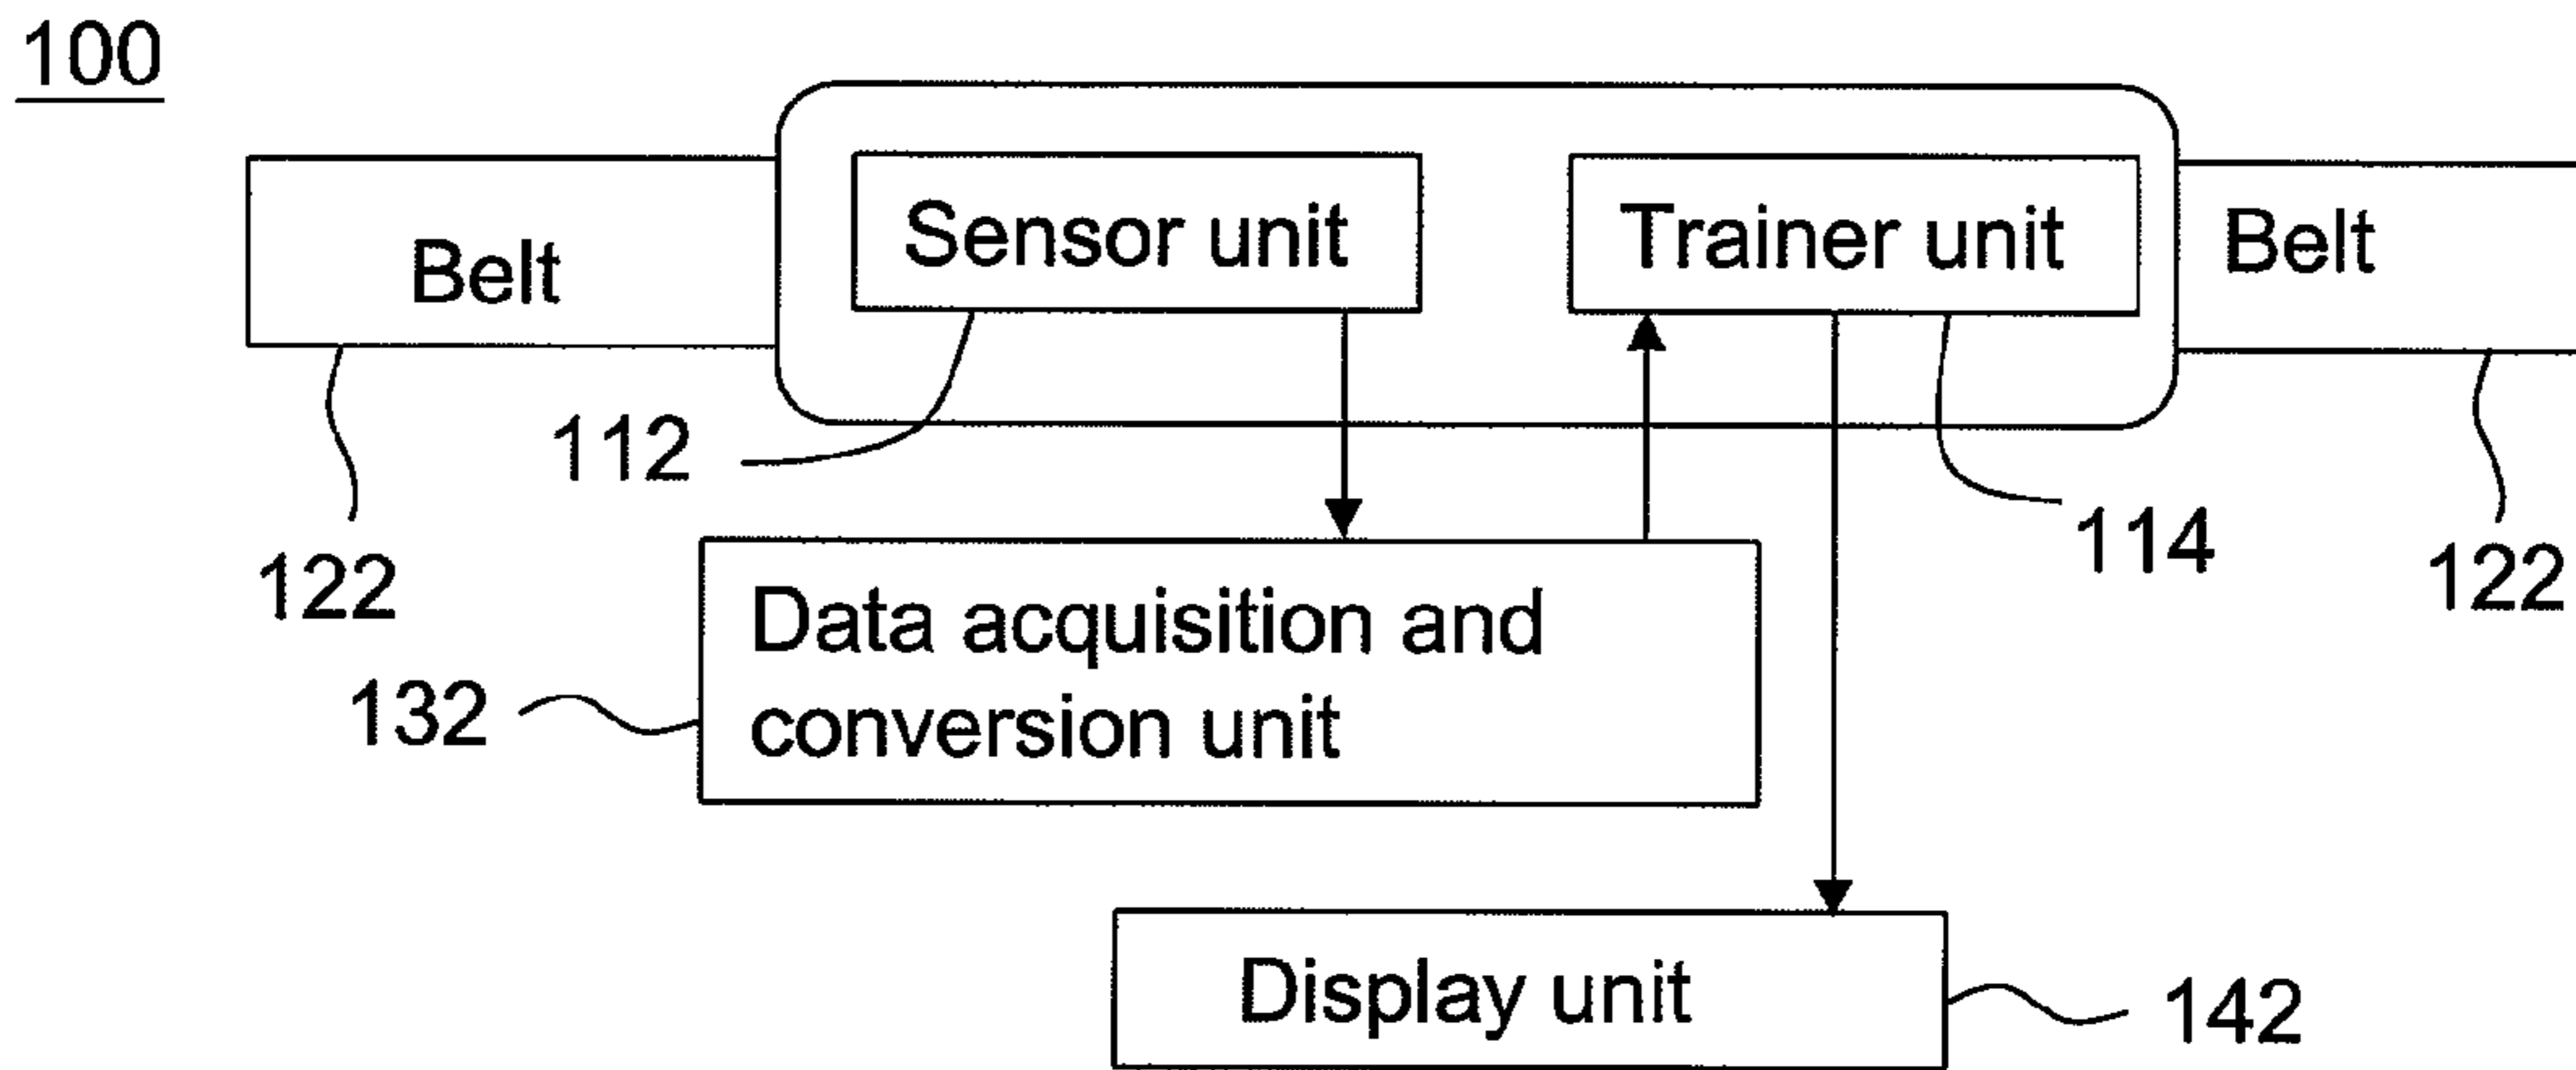 100
Belt
Sensor unit
Trainer unit
Belt
112
114
122
122
Data acquisition and
conversion unit
132
Display unit
142